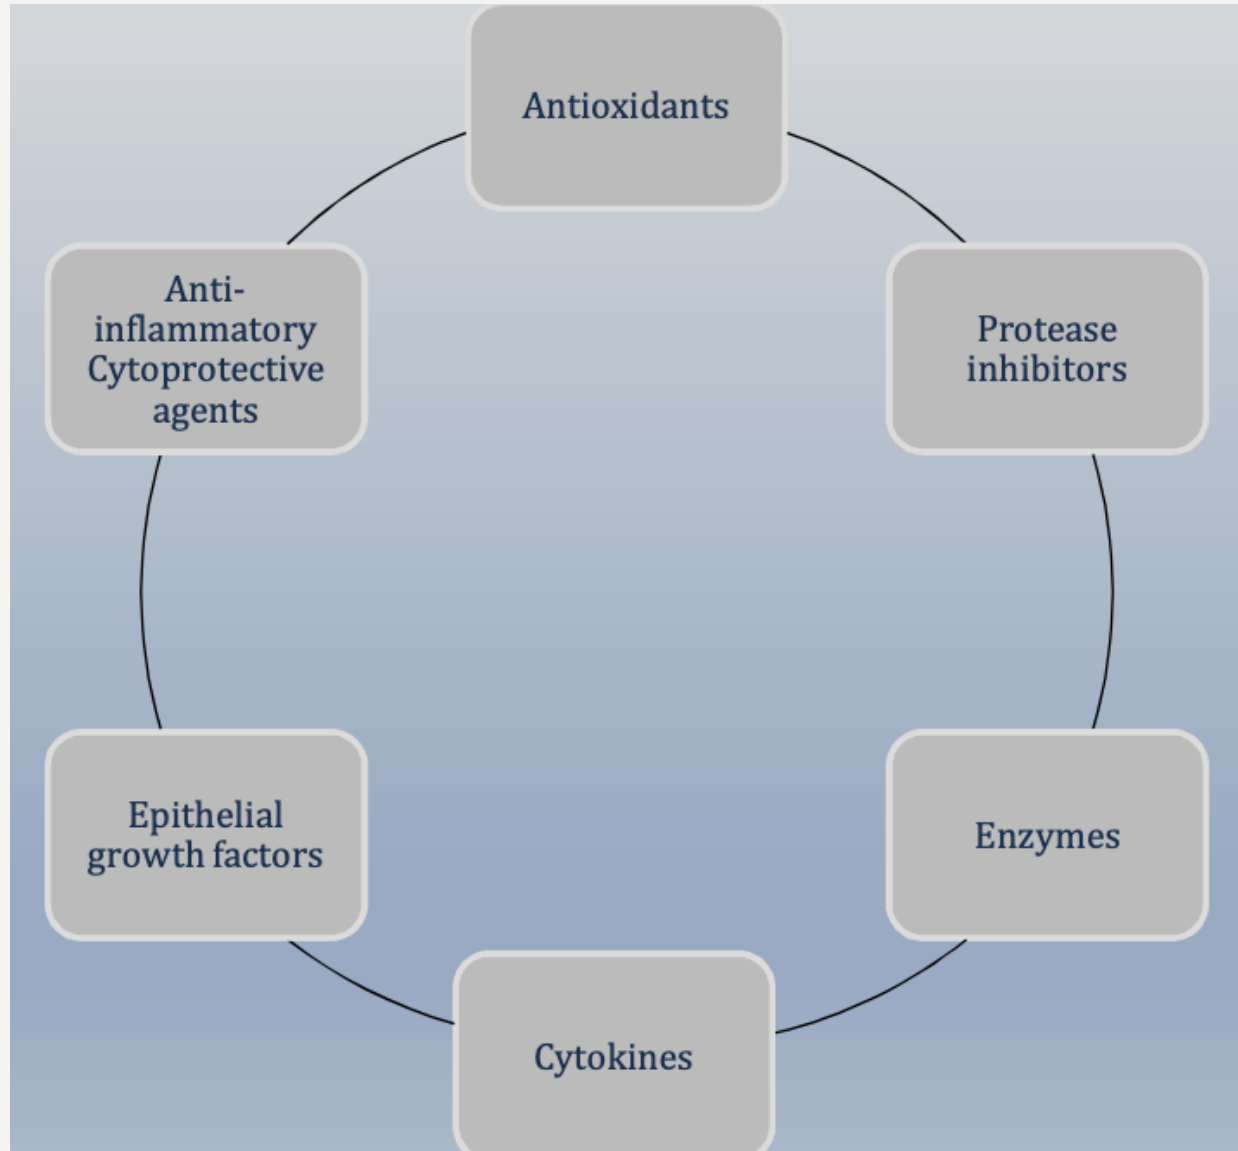 Antioxidants
Protease
inhibitors
Enzymes
Cytokines
Epithelial
growth factors
Anti-
inflammatory
Cytoprotective
agents